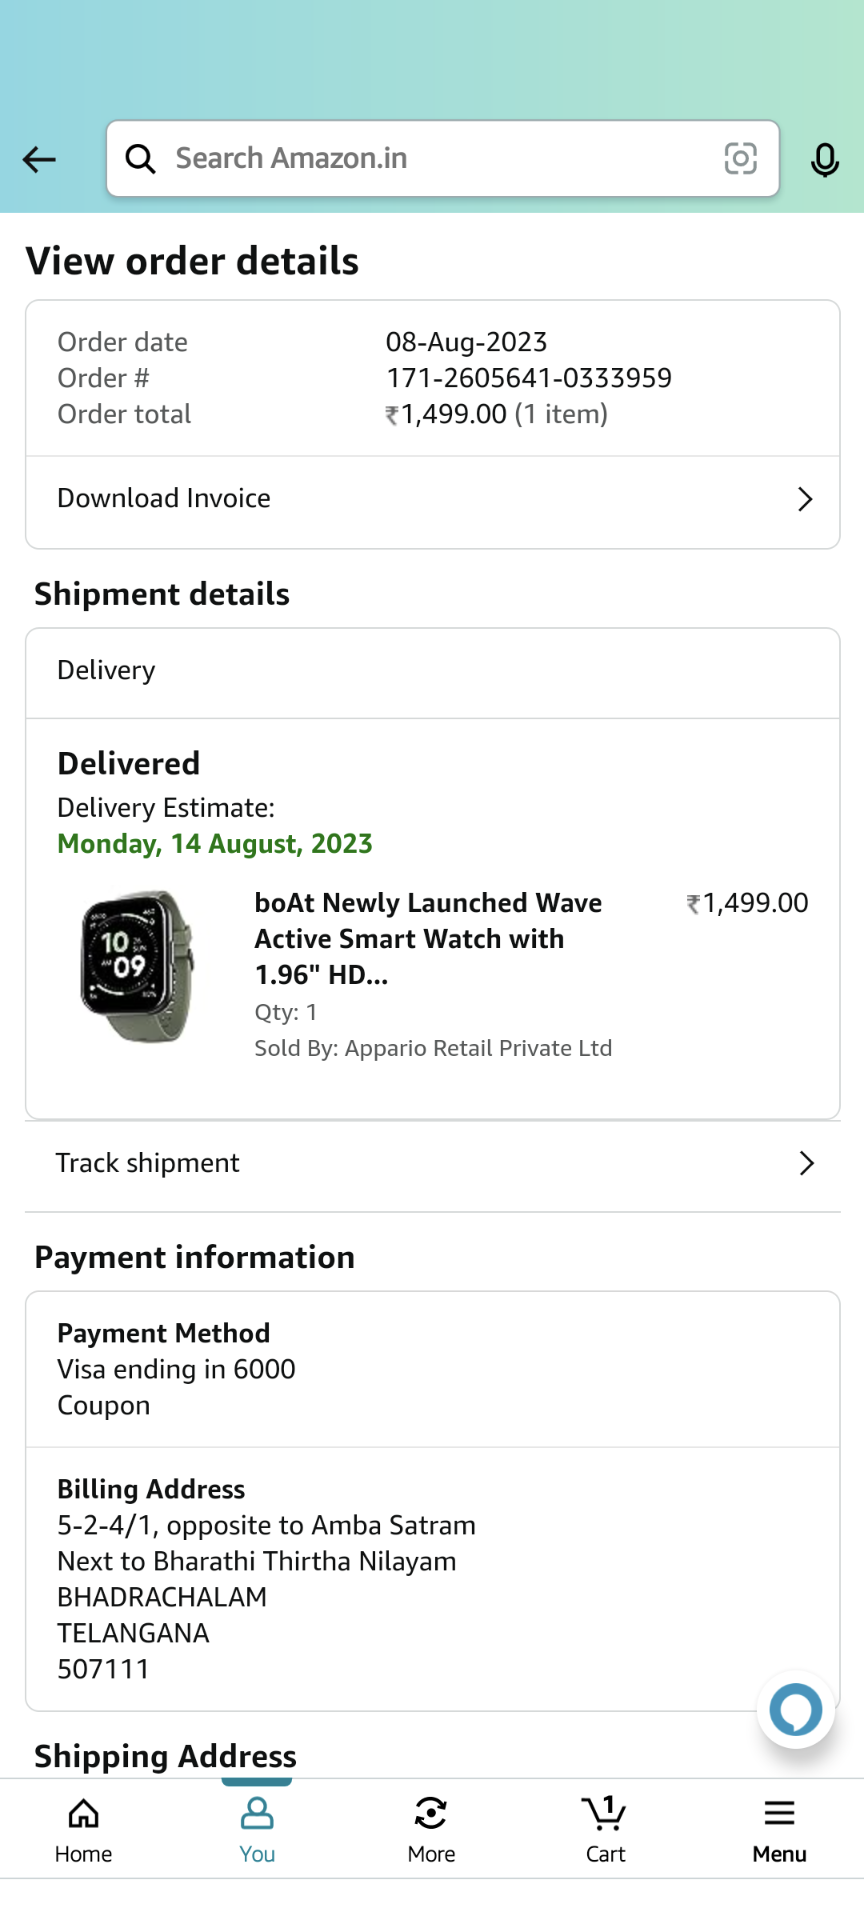 Search Amazon.in
View order details
Order date 08-Aug-2023
Order # 171-2605641-0333959
Order total ₹1,499.00 (1 item)
Download Invoice
Shipment details
Delivery
Delivered
Delivery Estimate:
Monday, 14 August, 2023
boAt Newly Launched Wave ₹1,499.00
Active Smart Watch with
1.96" HD...
Qty: 1
Sold By: Appario Retail Private Ltd
10
09
Track shipment
Payment information
Payment Method
Visa ending in 6000
Coupon
Billing Address
5-2-4/1, opposite to Amba Satram
Next to Bharathi Thirtha Nilayam
BHADRACHALAM
TELANGANA
507111
Shipping Address
1
Home You More Cart Menu